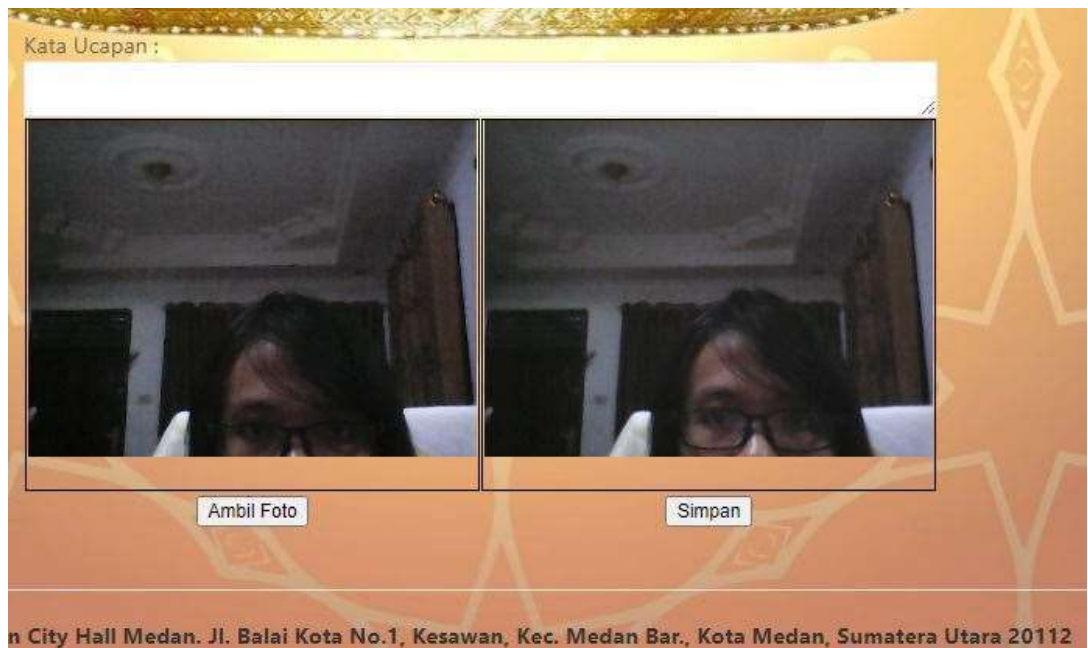 Kata Ucapan :
Ambil Foto
Simpan
n City Hall Medan. Jl. Balai Kota No.1, Kesawan, Kec. Medan Bar., Kota Medan, Sumatera Utara 20112